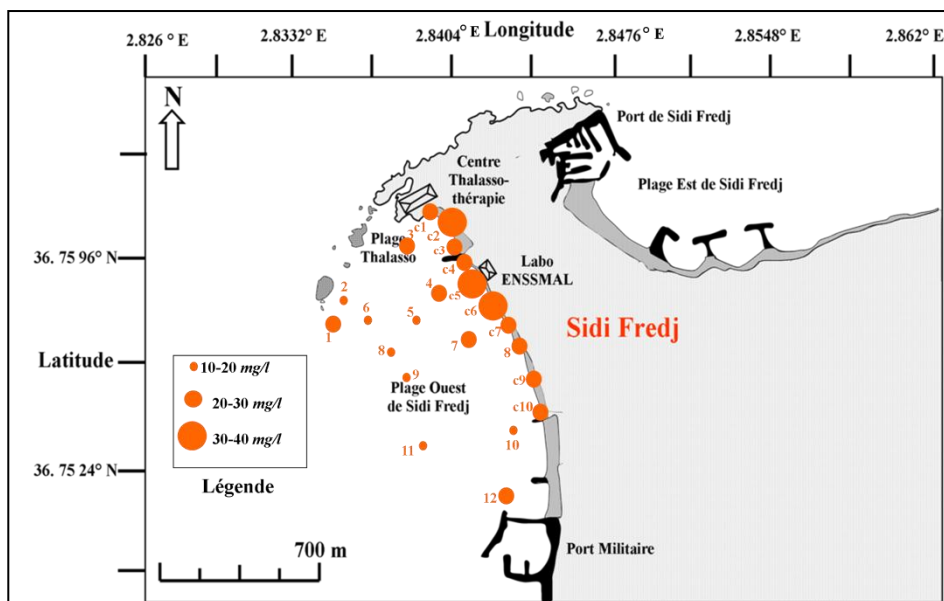 Longitude
2.826 ° E
2.8332° E
2.8404° E
2.8476° E
2.8548° E
2.862° E
N
Port de Sidi Fredj
Centre
Thalasso-
thérapie
Plage Est de Sidi Fredj
c1
c2
3
Plage
Thalasso
c3
36.75 96° N
c4
Labo
ENSSMAL
4
c5
2
c6
6
5
1
c7
Sidi Fredj
7
8
8
Latitude
10-20 mg/l
9
c9
Plage Ouest
de Sidi Fredj
20-30 mg/l
c10
30-40 mg/l
10
11
36.75 24° N
Légende
12
700 m
Port Militaire